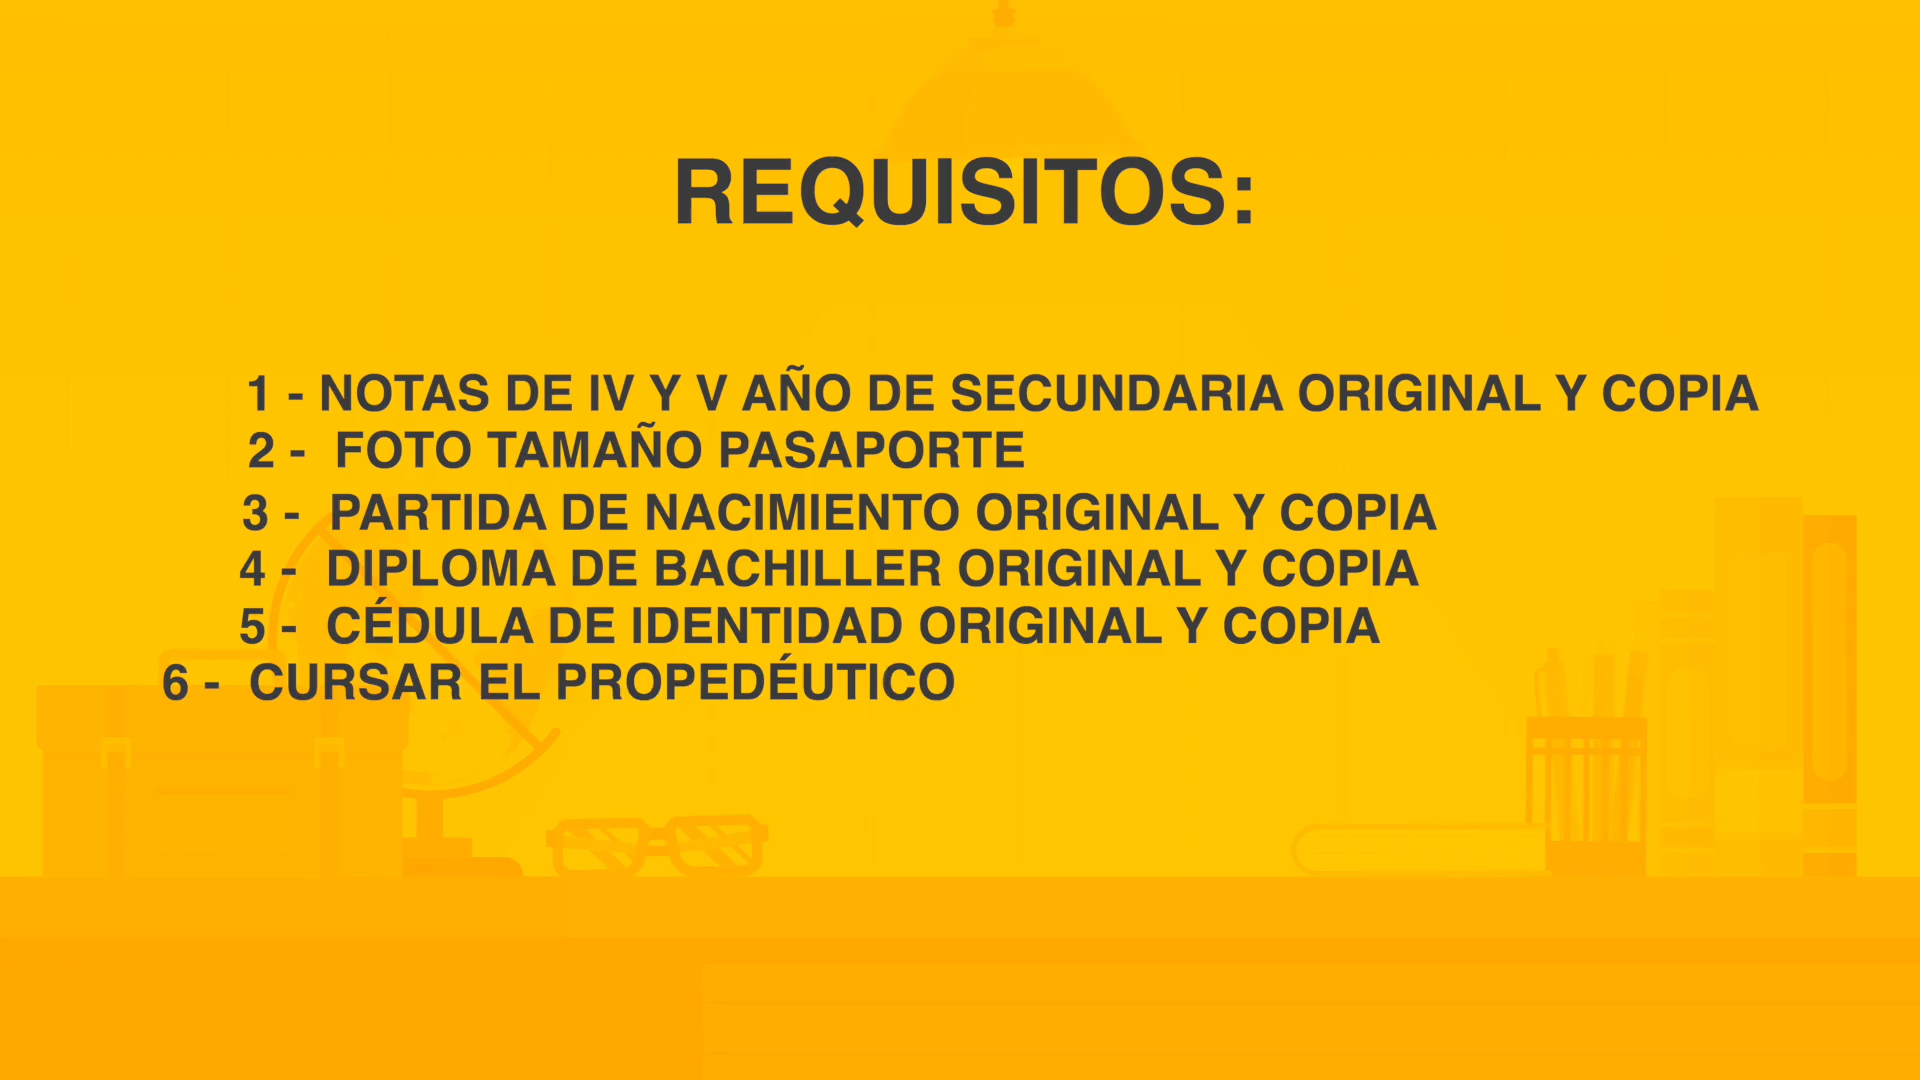 REQUISITOS:
1 - NOTAS DE IV Y V AÑO DE SECUNDARIA ORIGINAL Y COPIA
2 - FOTO TAMAÑO PASAPORTE
3 - PARTIDA DE NACIMIENTO ORIGINAL Y COPIA
4 - DIPLOMA DE BACHILLER ORIGINAL Y COPIA
5 - CÉDULA DE IDENTIDAD ORIGINAL Y COPIA
6 - CURSAR EL PROPEDÉUTICO